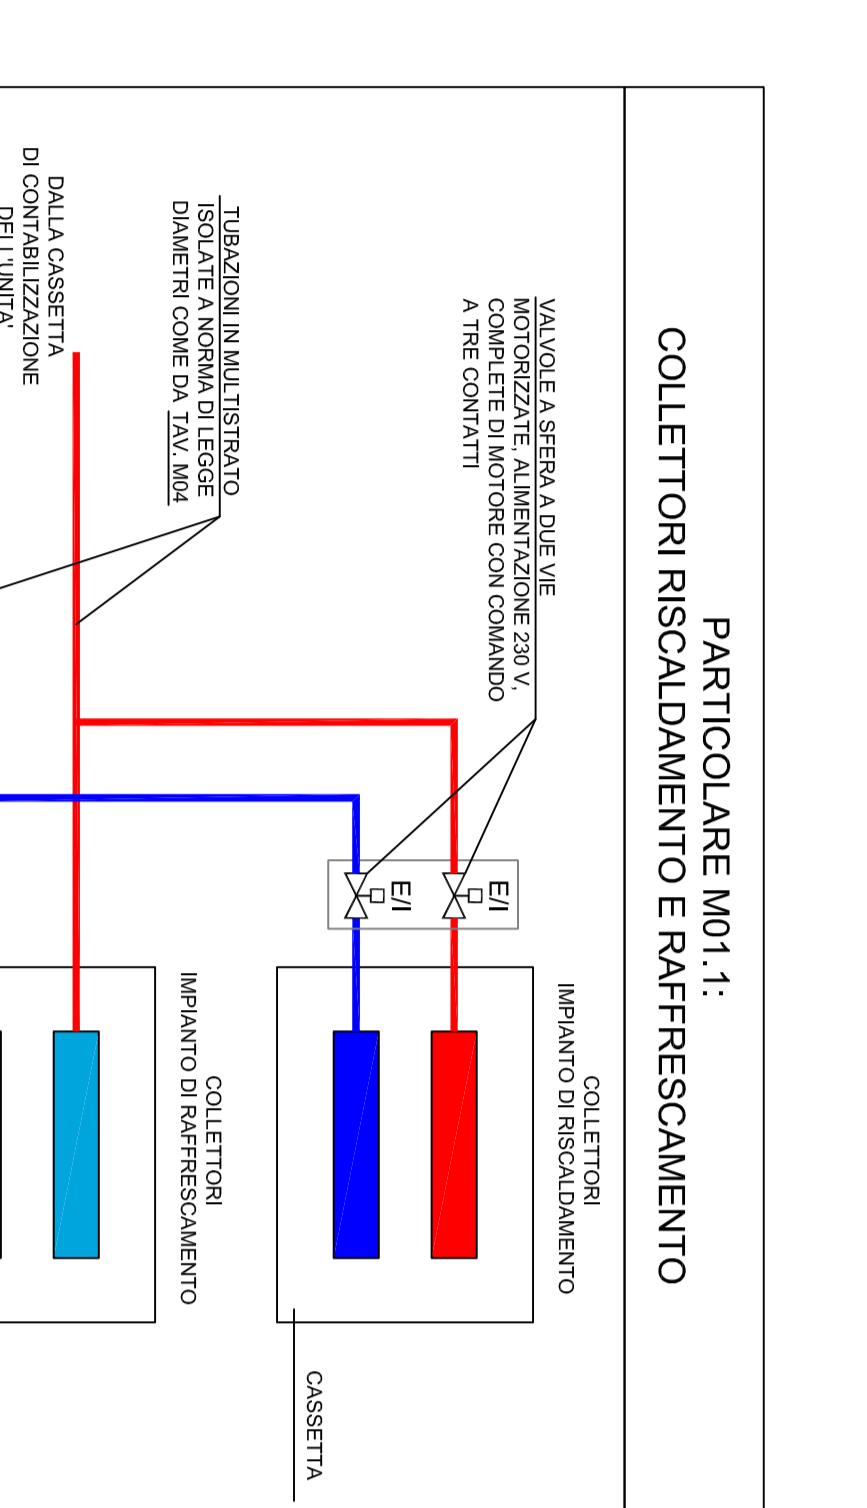 PARTICOLARE M01.1:
COLLETTORI RISCALDAMENTO E RAFFRESCAMENTO
VALVOLE A SFERA A DUE VIE
MOTORIZZATE, ALIMENTAZIONE 230 V,
COMPLETE DI MOTORE CON COMANDO
A TRE CONTATTI
COLLETTORI
IMPIANTO DI RISCALDAMENTO
E/I
E/I
CASSETTA
TUBAZIONI IN MULTISTRATO
ISOLATE A NORMA DI LEGGE
DIAMETRI COME DA TAV. M04
COLLETTORI
IMPIANTO DI RAFFRESCAMENTO
DALLA CASSETTA
DI CONTABILIZZAZIONE
DELL'UNITA'